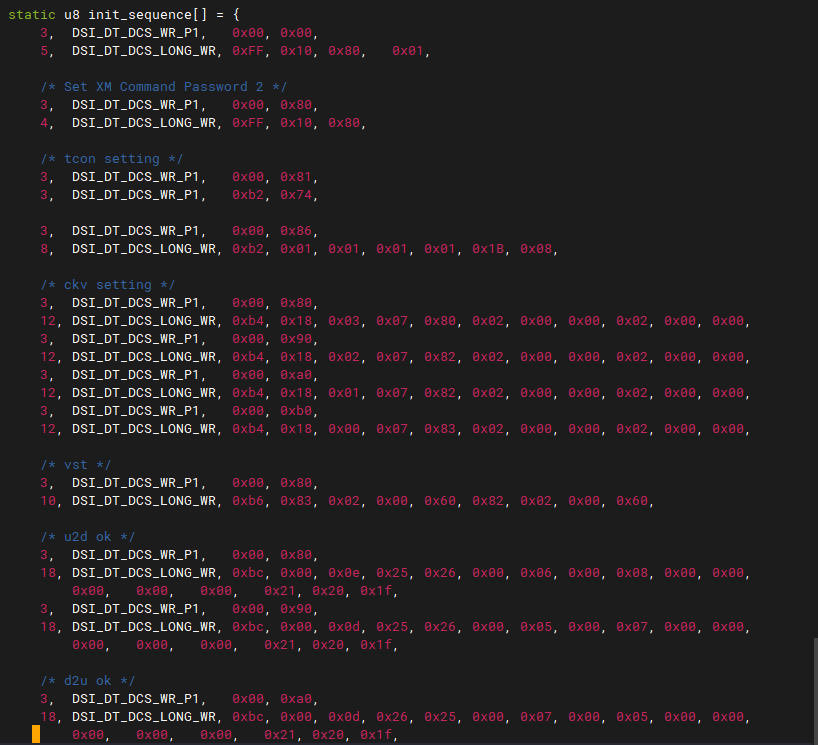 static u8 init_sequence[] = {
3, DSI_DT_DCS_WR_P1, 0x00, 0x00,
5, DSI_DT_DCS_LONG_WR, 0xFF, 0x10, 0x80, 0x01,
/* Set XM Command Password 2 */
3, DSI_DT_DCS_WR_P1, 0x00, 0x80,
4, DSI_DT_DCS_LONG_WR, 0xFF, 0x10, 0x80,
/* tcon setting */
3, DSI_DT_DCS_WR_P1, 0x00, 0x81,
3, DSI_DT_DCS_WR_P1, 0xb2, 0x74,
3, DSI_DT_DCS_WR_P1, 0x00, 0x86,
8, DSI_DT_DCS_LONG_WR, 0xb2, 0x01, 0x01, 0x01, 0x01, 0x1B, 0x08,
/* ckv setting */
3, DSI_DT_DCS_WR_P1, 0x00, 0x80,
12, DSI_DT_DCS_LONG_WR, 0xb4, 0x18, 0x03, 0x07, 0x80, 0x02, 0x00, 0x00, 0x02, 0x00, 0x00,
3, DSI_DT_DCS_WR_P1, 0x00, 0x90,
12, DSI_DT_DCS_LONG_WR, 0xb4, 0x18, 0x02, 0x07, 0x82, 0x02, 0x00, 0x00, 0x02, 0x00, 0x00,
3, DSI_DT_DCS_WR_P1, 0x00, 0xa0,
12, DSI_DT_DCS_LONG_WR, 0xb4, 0x18, 0x01, 0x07, 0x82, 0x02, 0x00, 0x00, 0x02, 0x00, 0x00,
3, DSI_DT_DCS_WR_P1, 0x00, 0xb0,
12, DSI_DT_DCS_LONG_WR, 0xb4, 0x18, 0x00, 0x07, 0x83, 0x02, 0x00, 0x00, 0x02, 0x00, 0x00,
/* vst */
3, DSI_DT_DCS_WR_P1, 0x00, 0x80,
10, DSI_DT_DCS_LONG_WR, 0xb6, 0x83, 0x02, 0x00, 0x60, 0x82, 0x02, 0x00, 0x60,
/* u2d ok */
3, DSI_DT_DCS_WR_P1, 0x00, 0x80,
18, DSI_DT_DCS_LONG_WR, 0xbc, 0x00, 0x0e, 0x25, 0x26, 0x00, 0x06, 0x00, 0x08, 0x00, 0x00,
0x00, 0x00, 0x00, 0x21, 0x20, 0x1f,
3, DSI_DT_DCS_WR_P1, 0x00, 0x90,
18, DSI_DT_DCS_LONG_WR, 0xbc, 0x00, 0x0d, 0x25, 0x26, 0x00, 0x05, 0x00, 0x07, 0x00, 0x00,
0x00, 0x00, 0x00, 0x21, 0x20, 0x1f,
/* d2u ok */
3, DSI_DT_DCS_WR_P1, 0x00, 0xa0,
18, DSI_DT_DCS_LONG_WR, 0xbc, 0x00, 0x0d, 0x26, 0x25, 0x00, 0x07, 0x00, 0x05, 0x00, 0x00,
0x00, 0x00, 0x00, 0x21, 0x20, 0x1f,